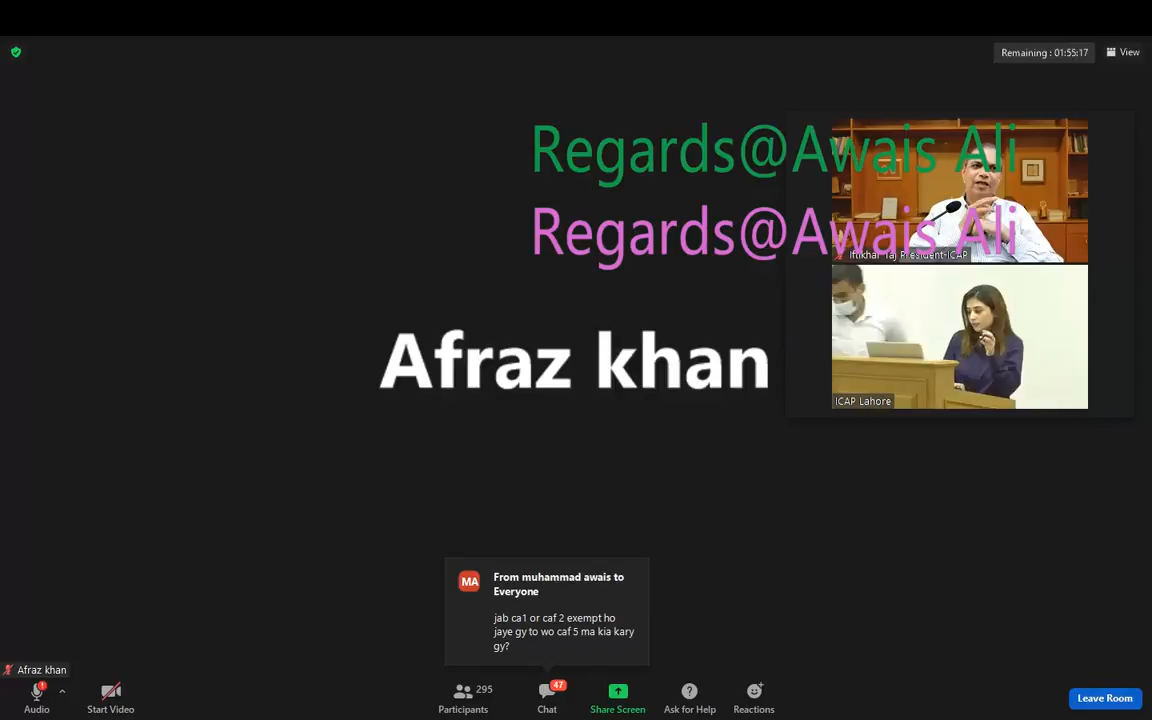 Remaining : 01:55:17
View
Regards@Awais Ali
Regards@Awais Ali
Iftikhar Taj President-ICAP
Afraz khan
ICAP Lahore
MA
From muhammad awais to
Everyone
jab ca1 or caf 2 exempt ho
jaye gy to wo caf 5 ma kia kary
gy?
Afraz khan
Audio
Start Video
295
Participants
47
Chat
Share Screen
Ask for Help
Reactions
Leave Room